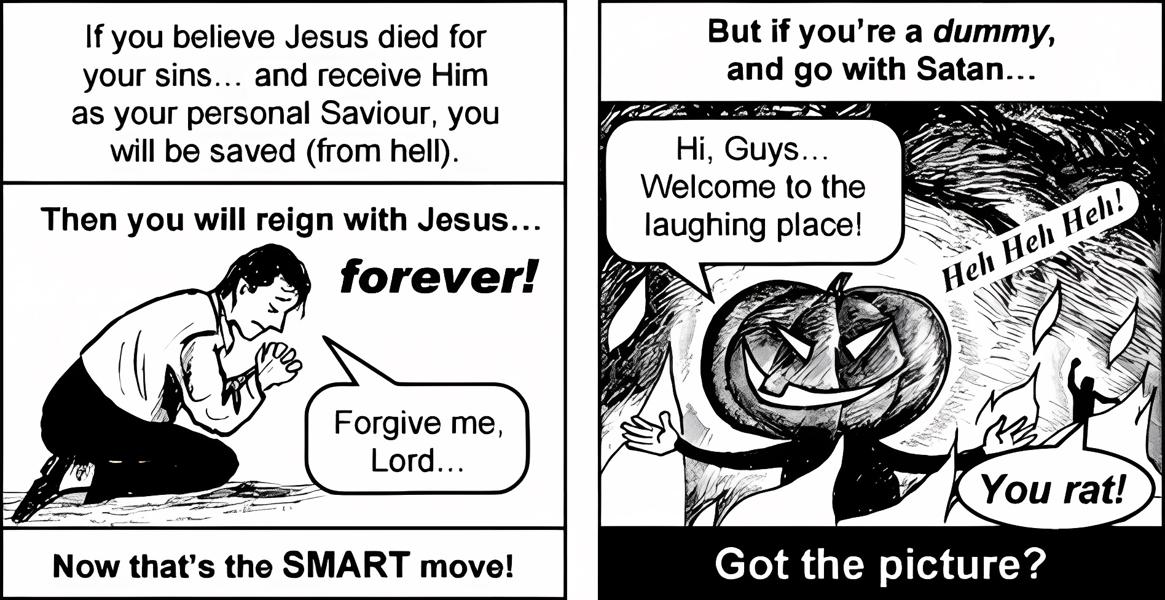 If you believe Jesus died for
your sins... and receive Him
as your personal Saviour, you
will be saved (from hell).
Then you will reign with Jesus...
forever!
Forgive me,
Lord...
Now that's the SMART move!
But if you're a dummy,
and go with Satan...
Hi, Guys...
Welcome to the
laughing place!
Heh Heh Heh!
You rat!
Got the picture?